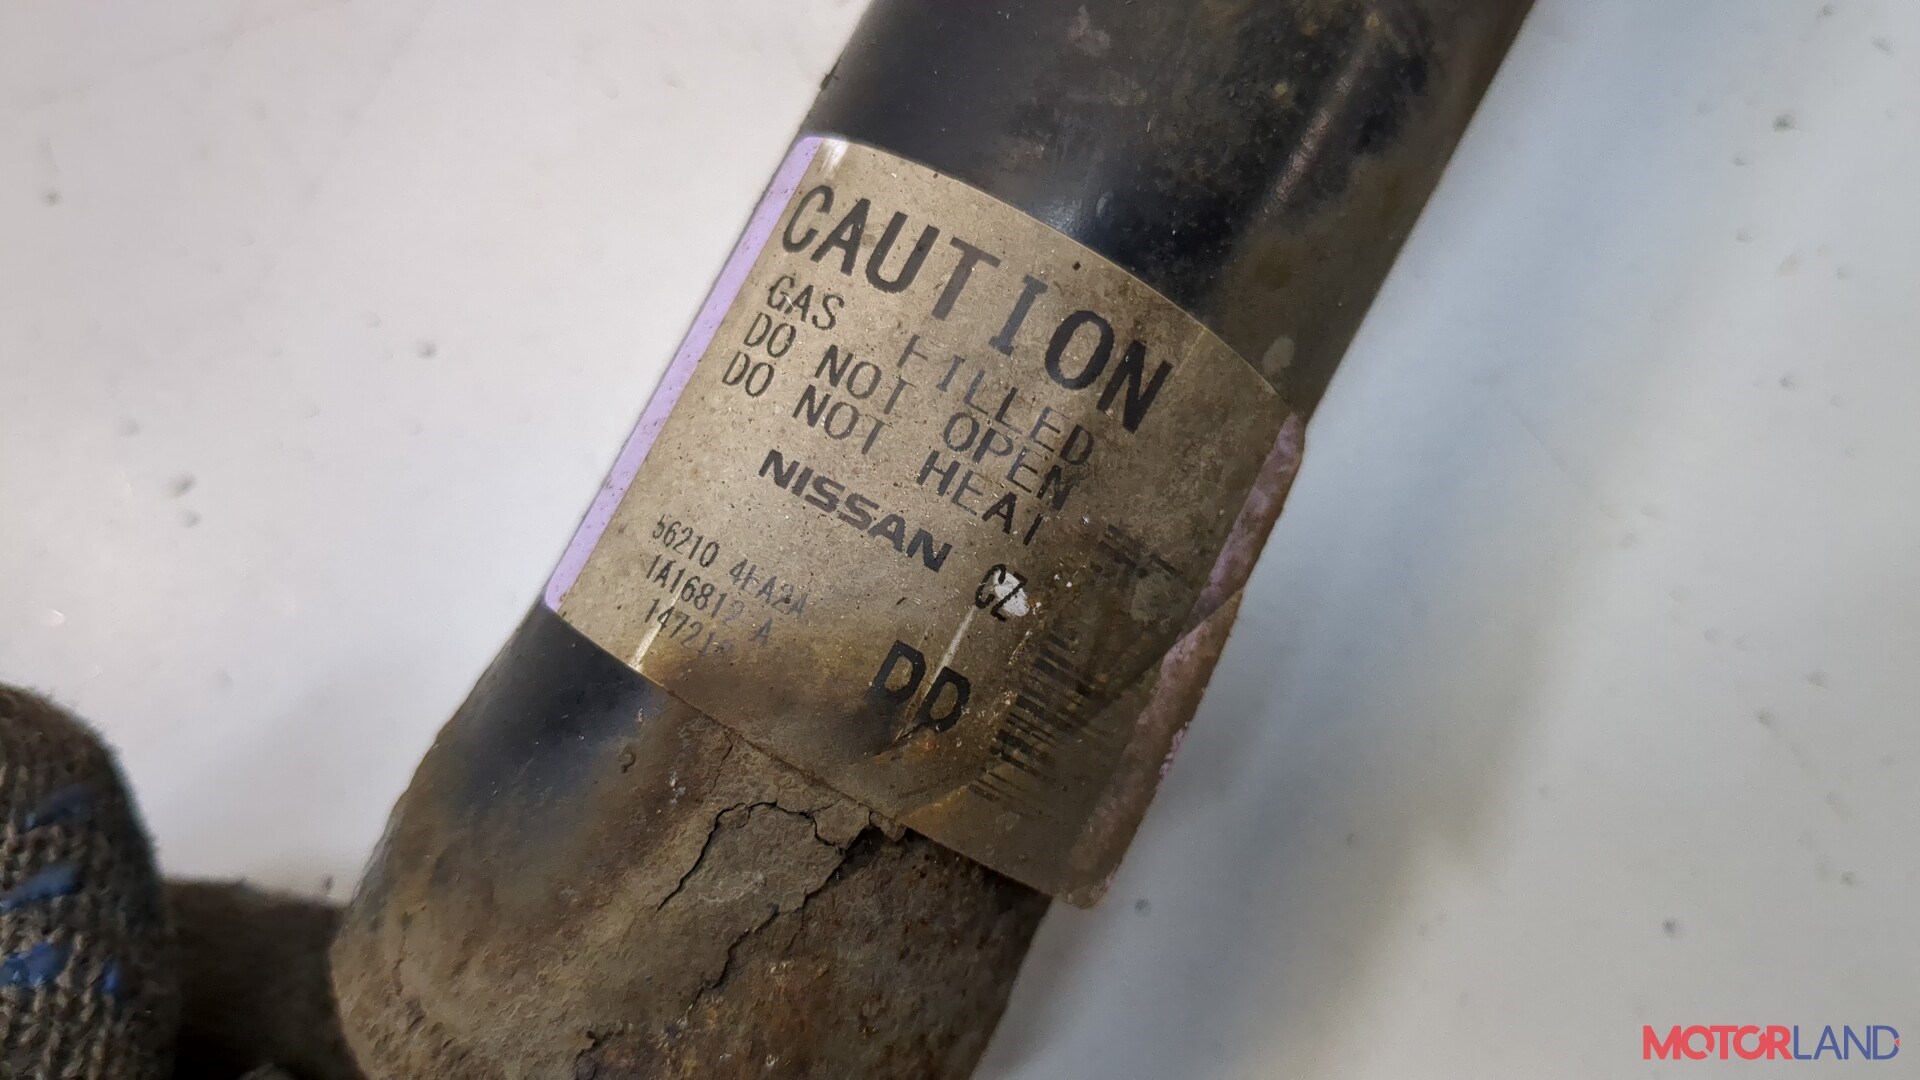 CAUTION
GAS FILLED
DO NOT OPEN
DO NOT HEAT
NISSAN
CZ
56210 4EA2A
1A16812 A
DD
MOTORLAND